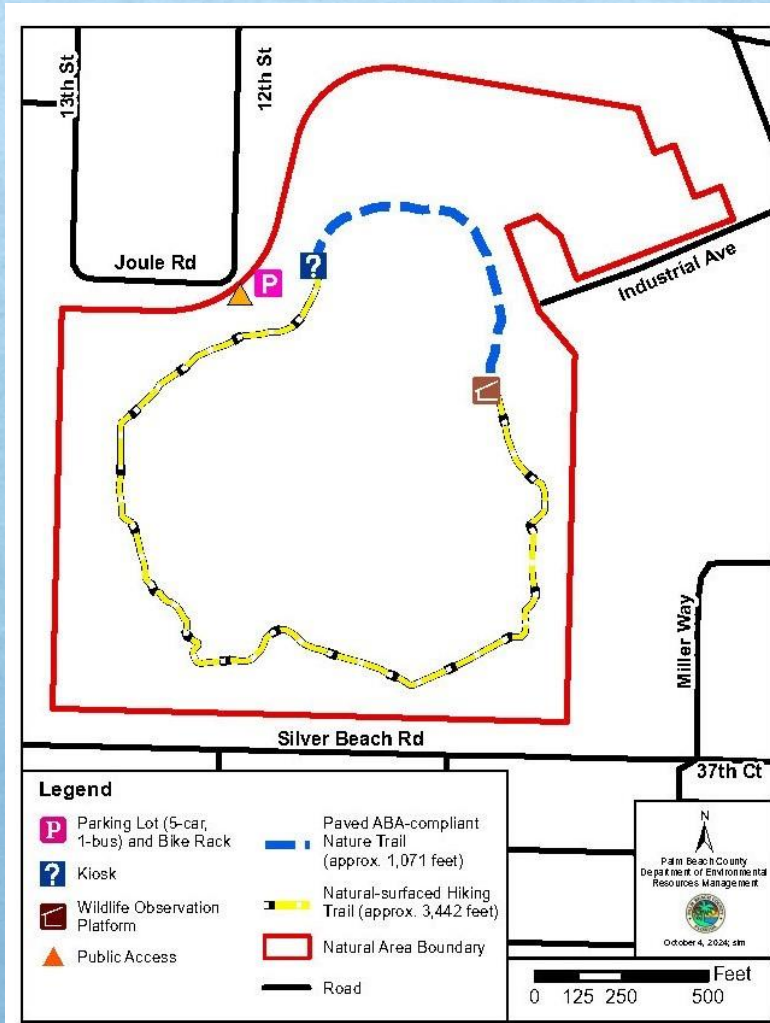 13th St
12th St
Joule Rd
P
?
Industrial Ave
Miller Way
Silver Beach Rd
37th Ct
Legend
P
Parking Lot (5-car,
1-bus) and Bike Rack
?
Kiosk
Wildlife Observation
Platform
Public Access
Paved ABA-compliant
Nature Trail
(approx. 1,071 feet)
Natural-surfaced Hiking
Trail (approx. 3,442 feet)
Natural Area Boundary
Road
N
Palm Beach County
Department of Environmental
Resources Management
October 4, 2024; slm
Feet
0 125 250 500